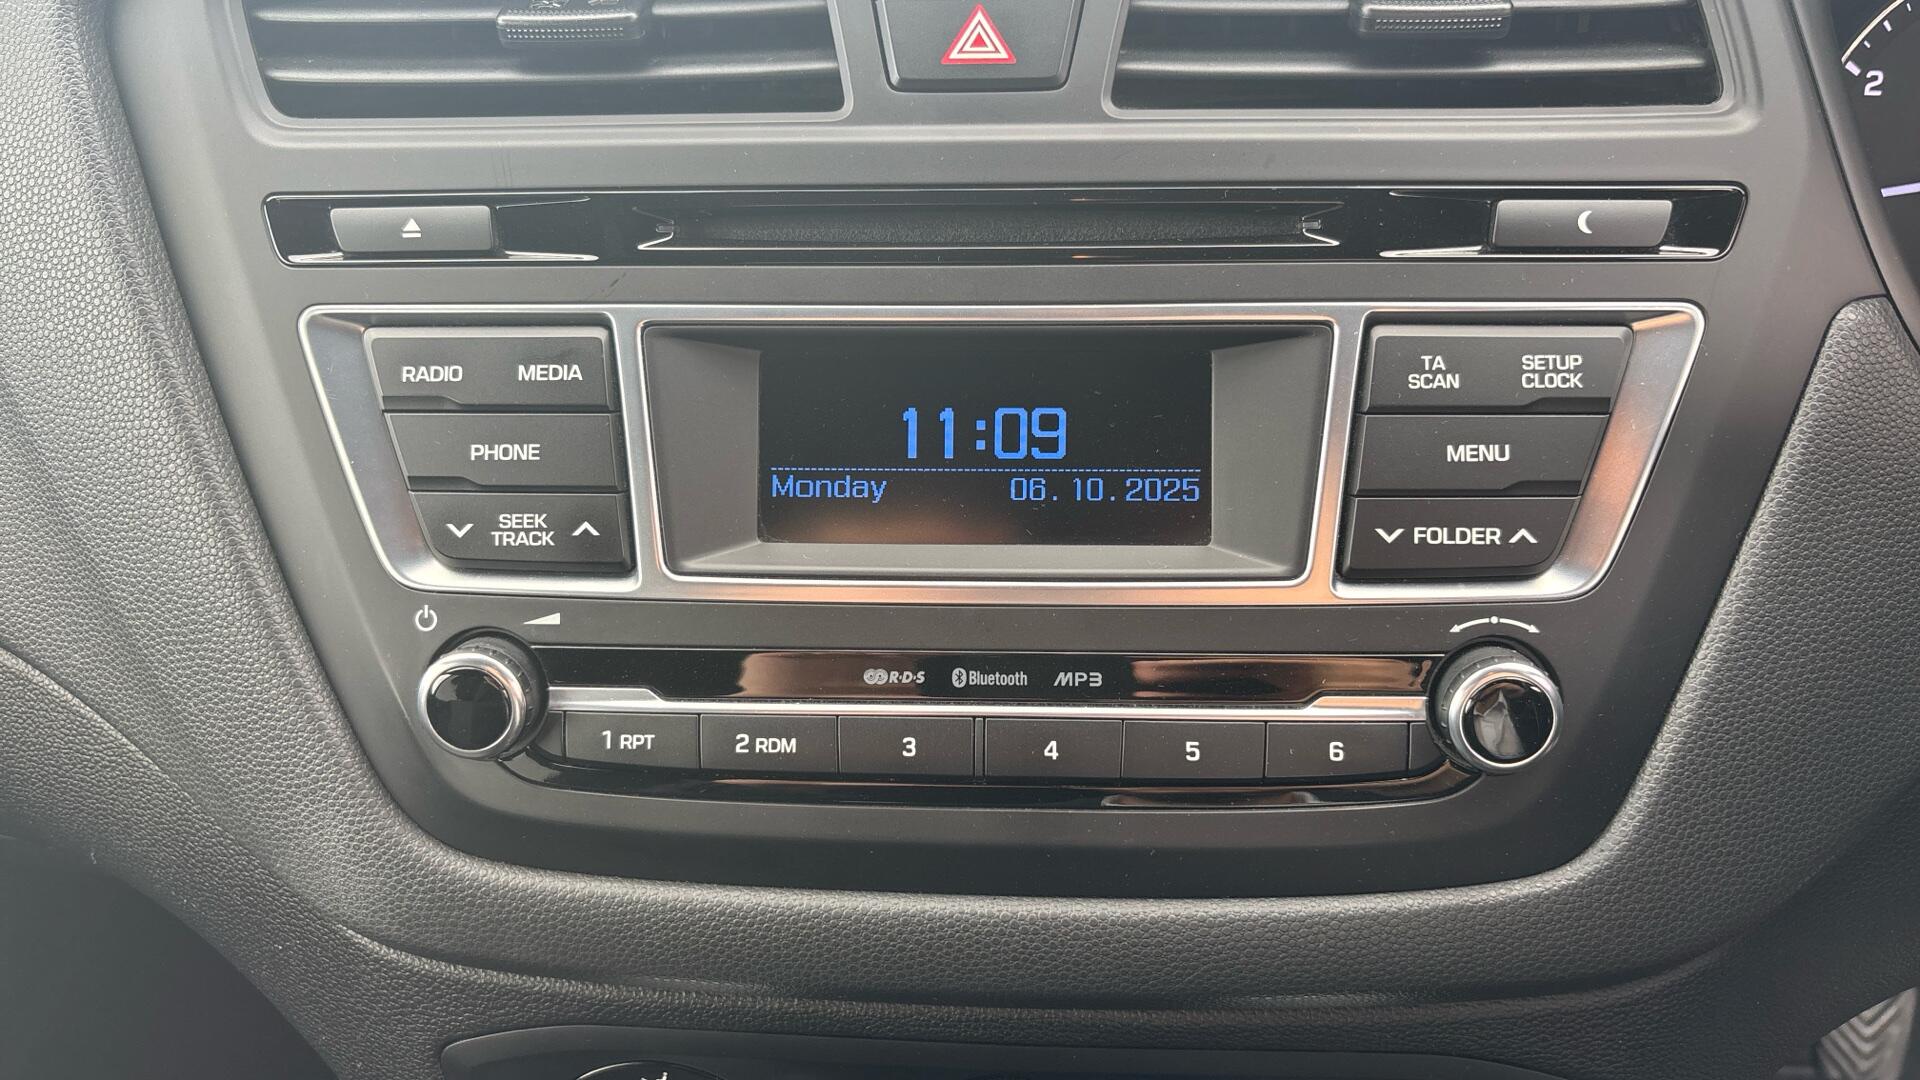 2
RADIO MEDIA
PHONE
SEEK
TRACK
11:09
Monday 06.10.2025
TA
SCAN
SETUP
CLOCK
MENU
FOLDER
R·D·S Bluetooth MP3
1 RPT 2 RDM 3 4 5 6